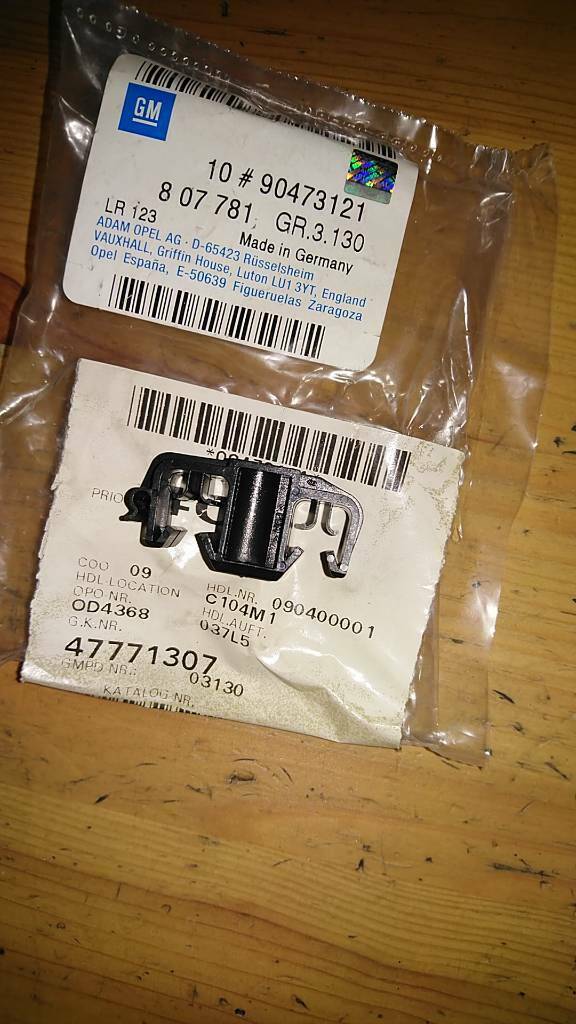 GM
10 # 90473121
8 07 781 GR.3.130
LR 123 Made in Germany
ADAM OPEL AG · D-65423 Rüsselsheim
VAUXHALL, Griffin House, Luton LU1 3YT, England
Opel España, E-50639 Figueruelas Zaragoza
COO 09
HDL-LOCATION HDL.NR. 090400001
OPO-NR. C104M1
OD4368 HDL.AUFT.
G.K.NR. 037L5
47771307
GMPD-NR.: 03130
KATALOG-NR.